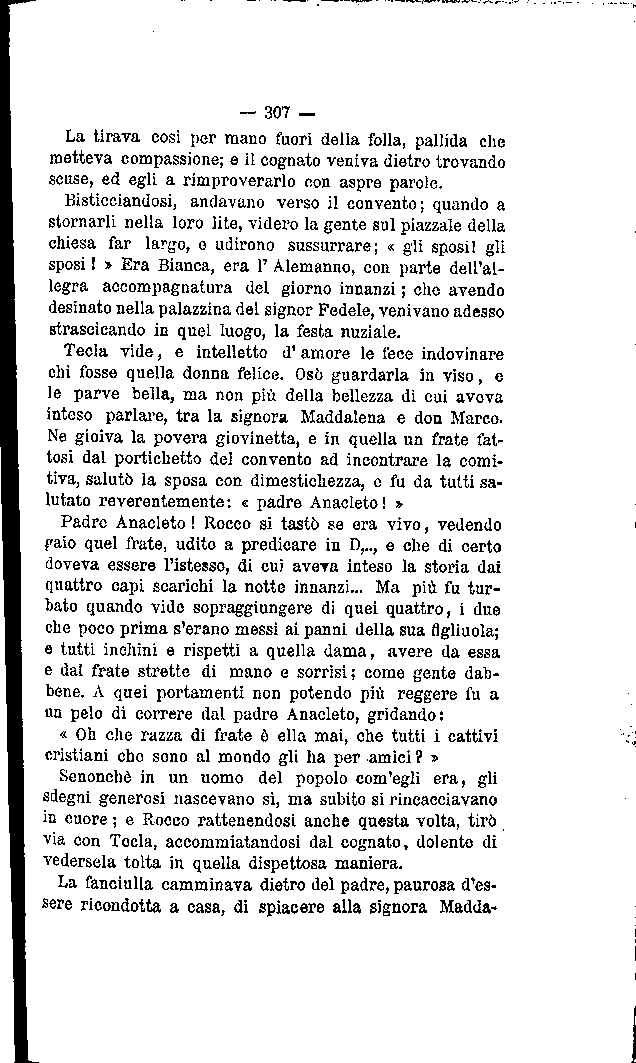 — 307 —
La tirava così per mano fuori della folla, pallida che
metteva compassione; e il cognato veniva dietro trovando
scuse, ed egli a rimproverarlo con aspre parole.
Bisticciandosi, andavano verso il convento; quando a
stornarli nella loro lite, videro la gente sul piazzale della
chiesa far largo, e udirono sussurrare; « gli sposi! gli
sposi! » Era Bianca, era l' Alemanno, con parte dell'al-
legra accompagnatura del giorno innanzi; che avendo
desinato nella palazzina del signor Fedele, venivano adesso
strascicando in quel luogo, la festa nuziale.
Tecla vide, e intelletto d' amore le fece indovinare
chi fosse quella donna felice. Osò guardarla in viso, e
le parve bella, ma non più della bellezza di cui aveva
inteso parlare, tra la signora Maddalena e don Marco.
Ne gioiva la povera giovinetta, e in quella un frate fat-
tosi dal portichetto del convento ad incontrare la comi-
tiva, salutò la sposa con dimestichezza, e fu da tutti sa-
lutato reverentemente: « padre Anacleto! »
Padre Anacleto! Rocco si tastò se era vivo, vedendo
gaio quel frate, udito a predicare in D..., e che di certo
doveva essere l'istesso, di cui aveva inteso la storia dai
quattro capi scarichi la notte innanzi... Ma più fu tur-
bato quando vide sopraggiungere di quei quattro, i due
che poco prima s'erano messi ai panni della sua figliuola;
e tutti inchini e rispetti a quella dama, avere da essa
e dal frate strette di mano e sorrisi; come gente dab-
bene. A quei portamenti non potendo più reggere fu a
un pelo di correre dal padre Anacleto, gridando:
« Oh che razza di frate è ella mai, che tutti i cattivi
cristiani che sono al mondo gli ha per amici? »
Senonchè in un uomo del popolo com'egli era, gli
sdegni generosi nascevano sì, ma subito si rincacciavano
in cuore; e Rocco rattenendosi anche questa volta, tirò
via con Tecla, accommiatandosi dal cognato, dolente di
vedersela tolta in quella dispettosa maniera.
La fanciulla camminava dietro del padre, paurosa d'es-
sere ricondotta a casa, di spiacere alla signora Madda-